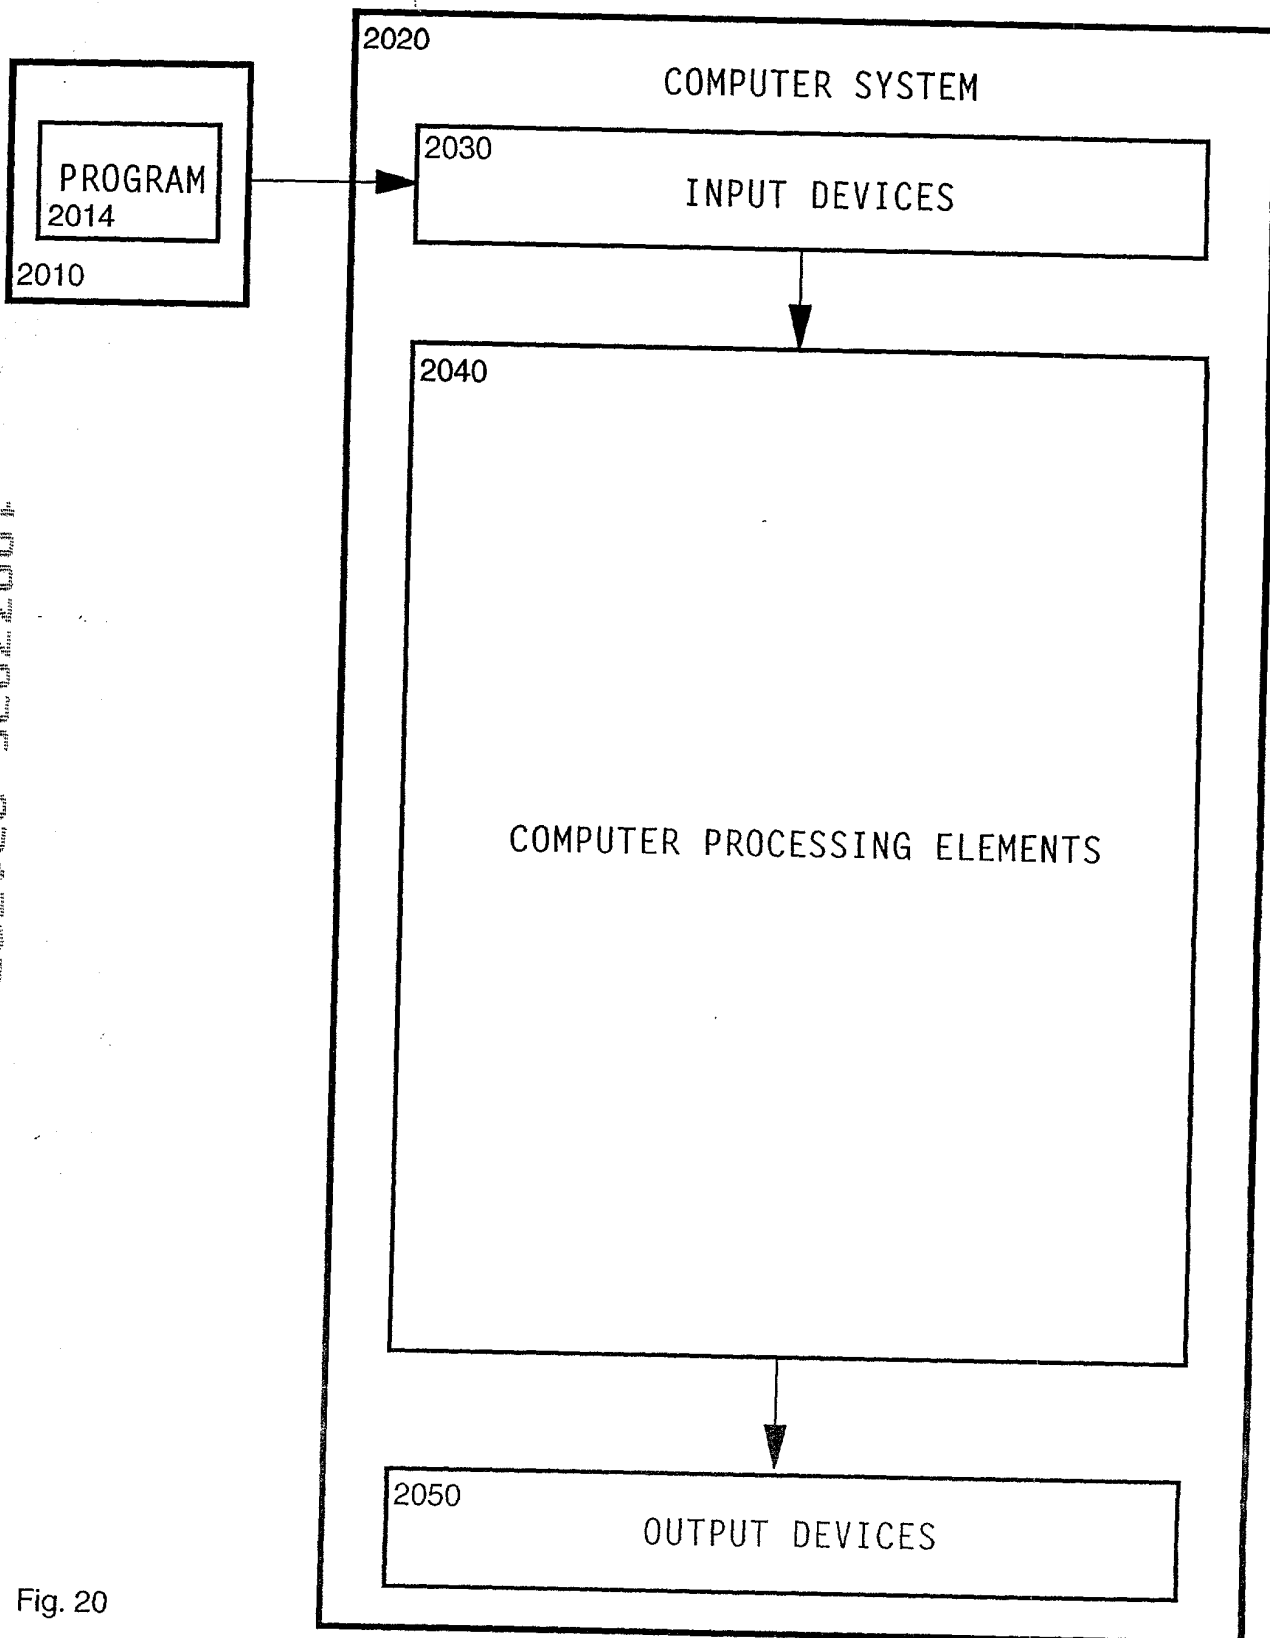 2020
COMPUTER SYSTEM
PROGRAM
2014
2010
2030
INPUT DEVICES
2040
COMPUTER PROCESSING ELEMENTS
2050
OUTPUT DEVICES
Fig. 20